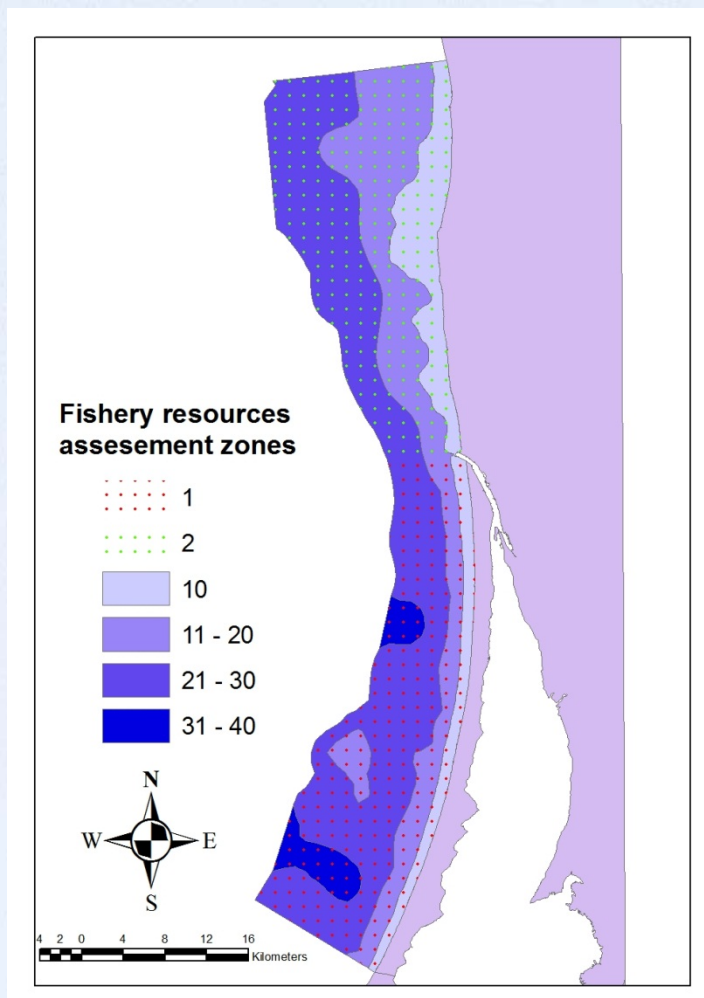 Fishery resources
assesement zones
1
2
10
11 - 20
21 - 30
31 - 40
N
W E
S
4 2 0 4 8 12 16
Kilometers